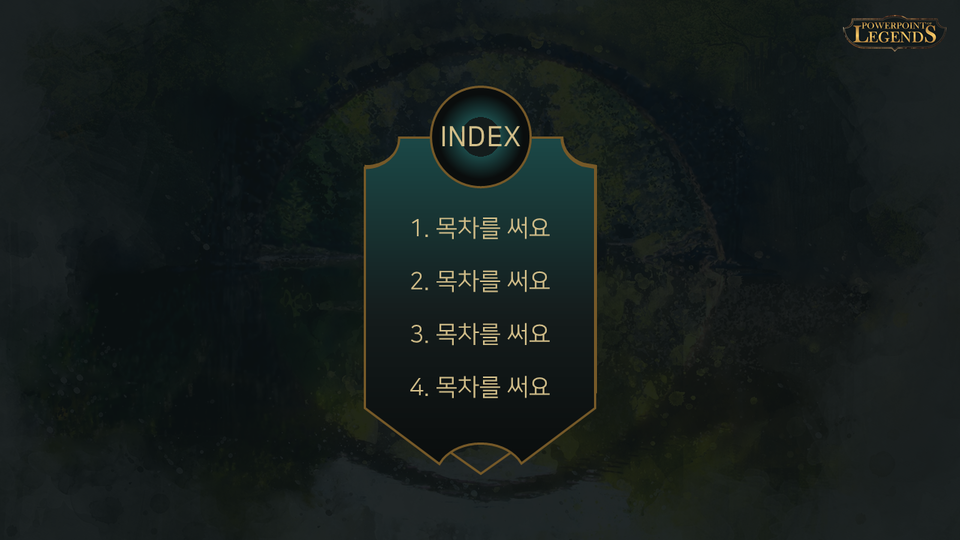 POWERPOINT
LEGENDS
INDEX
1. 목차를 써요
2. 목차를 써요
3. 목차를 써요
4. 목차를 써요